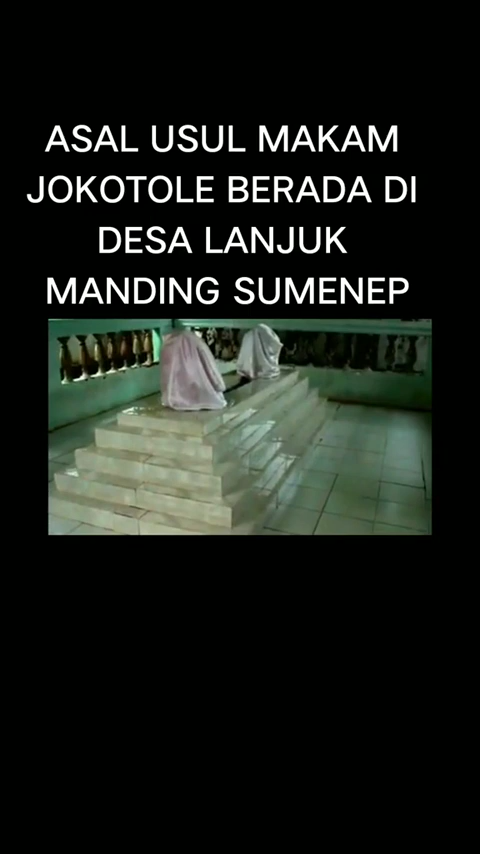 ASAL USUL MAKAM
JOKOTOLE BERADA DI
DESA LANJUK
MANDING SUMENEP